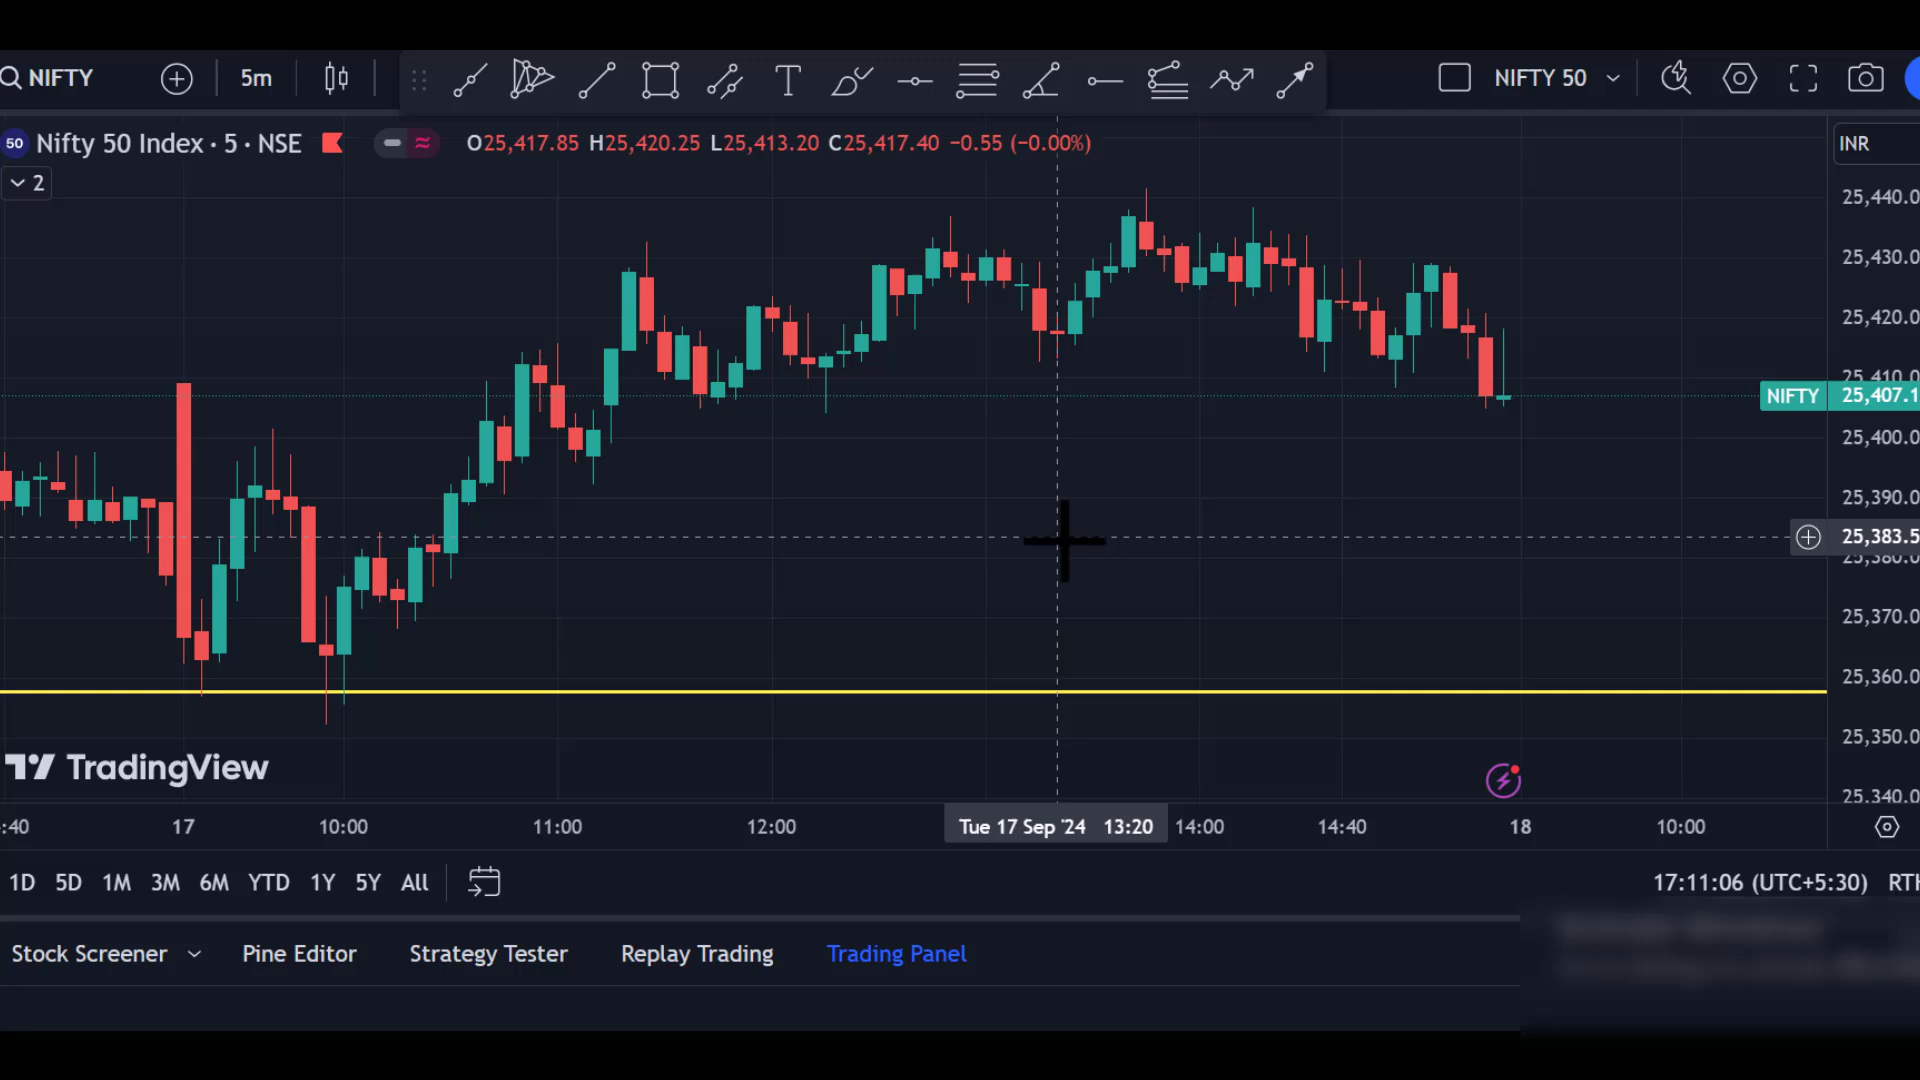 NIFTY
5m
NIFTY 50
50 Nifty 50 Index · 5 · NSE
O25,417.85 H25,420.25 L25,413.20 C25,417.40 −0.55 (−0.00%)
INR
2
25,440.0
25,430.0
25,420.0
25,410.0
NIFTY 25,407.1
25,400.0
25,390.0
25,383.5
25,380.0
25,370.0
25,360.0
25,350.0
25,340.0
TradingView
:40
17
10:00
11:00
12:00
Tue 17 Sep '24 13:20
14:00
14:40
18
10:00
1D 5D 1M 3M 6M YTD 1Y 5Y All
17:11:06 (UTC+5:30) RTH
Stock Screener
Pine Editor
Strategy Tester
Replay Trading
Trading Panel